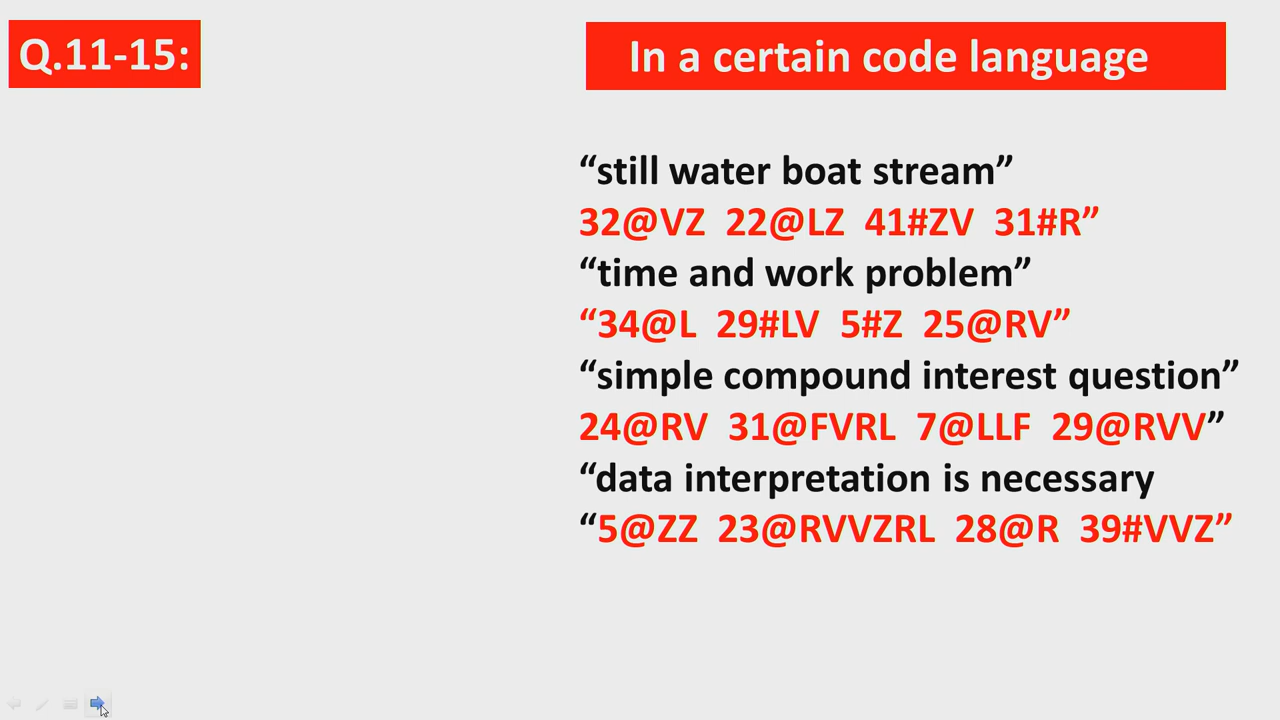 Q.11-15:
In a certain code language
“still water boat stream”
32@VZ 22@LZ 41#ZV 31#R”
“time and work problem”
“34@L 29#LV 5#Z 25@RV”
“simple compound interest question”
24@RV 31@FVRL 7@LLF 29@RVV”
“data interpretation is necessary
“5@ZZ 23@RVVZRL 28@R 39#VVZ”